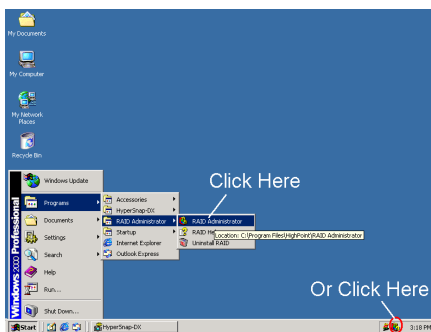 My Documents
My Computer
My Network
Places
Recycle Bin
Click Here
Windows Update
Programs
Documents
Settings
Search
Help
Run...
Shut Down...
Windows 2000 Professional
Accessories
HyperSnap-DX
RAID Administrator
Startup
Internet Explorer
Outlook Express
RAID Administrator
RAID He
Location: C:\Program Files\HighPoint\RAID Administrator
Uninstall RAID
Or Click Here
Start
HyperSnap-DX
3:18 PM